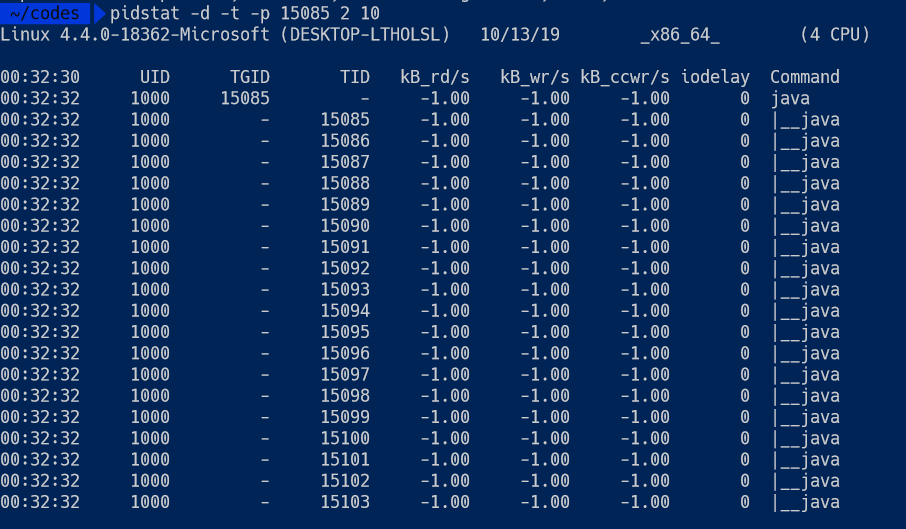 ~/codes pidstat -d -t -p 15085 2 10
Linux 4.4.0-18362-Microsoft (DESKTOP-LTHOLSL) 10/13/19 _x86_64_ (4 CPU)
00:32:30 UID TGID TID kB_rd/s kB_wr/s kB_ccwr/s iodelay Command
00:32:32 1000 15085 - -1.00 -1.00 -1.00 0 java
00:32:32 1000 - 15085 -1.00 -1.00 -1.00 0 |__java
00:32:32 1000 - 15086 -1.00 -1.00 -1.00 0 |__java
00:32:32 1000 - 15087 -1.00 -1.00 -1.00 0 |__java
00:32:32 1000 - 15088 -1.00 -1.00 -1.00 0 |__java
00:32:32 1000 - 15089 -1.00 -1.00 -1.00 0 |__java
00:32:32 1000 - 15090 -1.00 -1.00 -1.00 0 |__java
00:32:32 1000 - 15091 -1.00 -1.00 -1.00 0 |__java
00:32:32 1000 - 15092 -1.00 -1.00 -1.00 0 |__java
00:32:32 1000 - 15093 -1.00 -1.00 -1.00 0 |__java
00:32:32 1000 - 15094 -1.00 -1.00 -1.00 0 |__java
00:32:32 1000 - 15095 -1.00 -1.00 -1.00 0 |__java
00:32:32 1000 - 15096 -1.00 -1.00 -1.00 0 |__java
00:32:32 1000 - 15097 -1.00 -1.00 -1.00 0 |__java
00:32:32 1000 - 15098 -1.00 -1.00 -1.00 0 |__java
00:32:32 1000 - 15099 -1.00 -1.00 -1.00 0 |__java
00:32:32 1000 - 15100 -1.00 -1.00 -1.00 0 |__java
00:32:32 1000 - 15101 -1.00 -1.00 -1.00 0 |__java
00:32:32 1000 - 15102 -1.00 -1.00 -1.00 0 |__java
00:32:32 1000 - 15103 -1.00 -1.00 -1.00 0 |__java